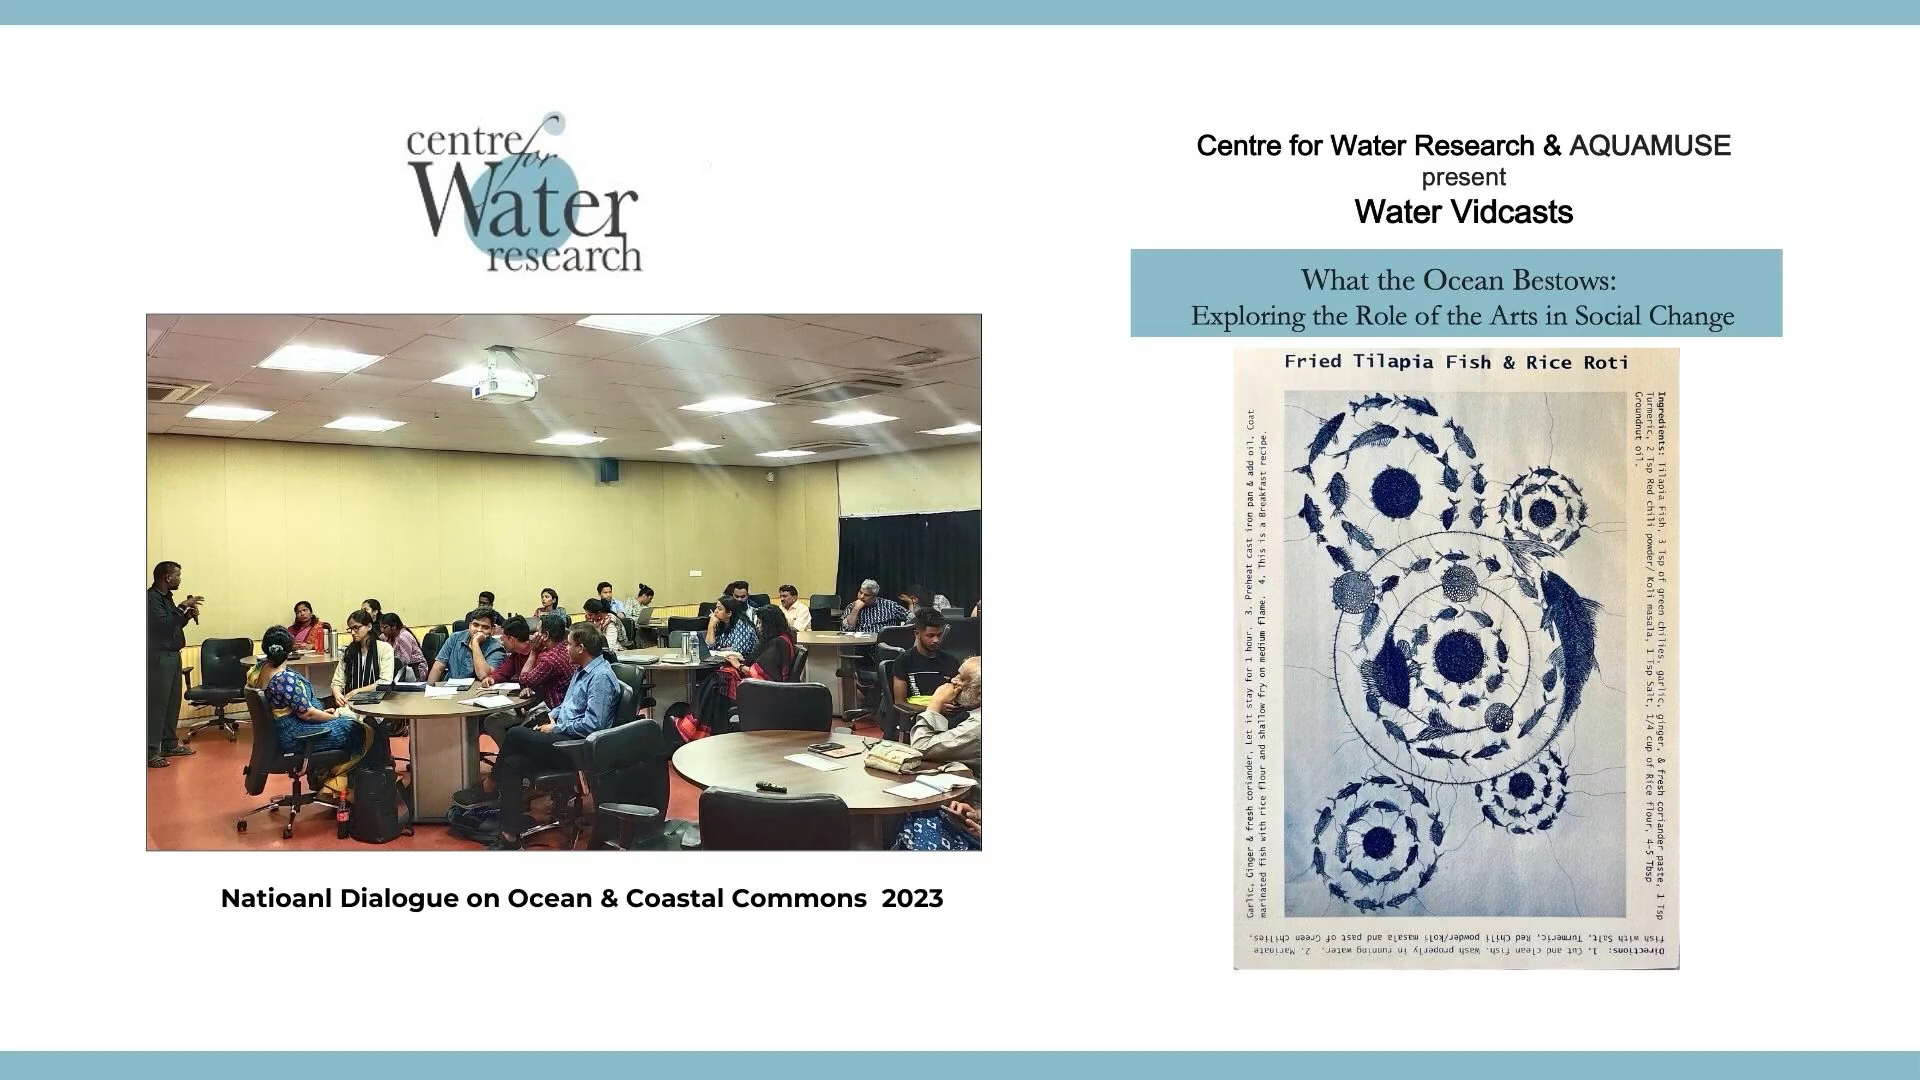 centre for
Water
research
Natioanl Dialogue on Ocean & Coastal Commons 2023
Centre for Water Research & AQUAMUSE
present
Water Vidcasts
What the Ocean Bestows:
Exploring the Role of the Arts in Social Change
Fried Tilapia Fish & Rice Roti
Ingredients: Tilapia Fish, 3 Tsp of green chilies, garlic, ginger, & fresh coriander paste, 1 Tsp
Turmeric, 2 Tsp Red chili powder/ Koli masala, 1 Tsp Salt, 1/4 cup of Rice flour, 4-5 Tbsp
Groundnut oil.
Directions: 1. Cut and clean fish. Wash properly in running water. 2. Marinate
fish with Salt, Turmeric, Red Chili powder/koli masala and past of Green chilies,
Garlic, Ginger & fresh coriander. Let it stay for 1 hour. 3. Preheat cast iron pan & add oil. Coat
marinated fish with rice flour and shallow fry on medium flame. 4. This is a Breakfast recipe.